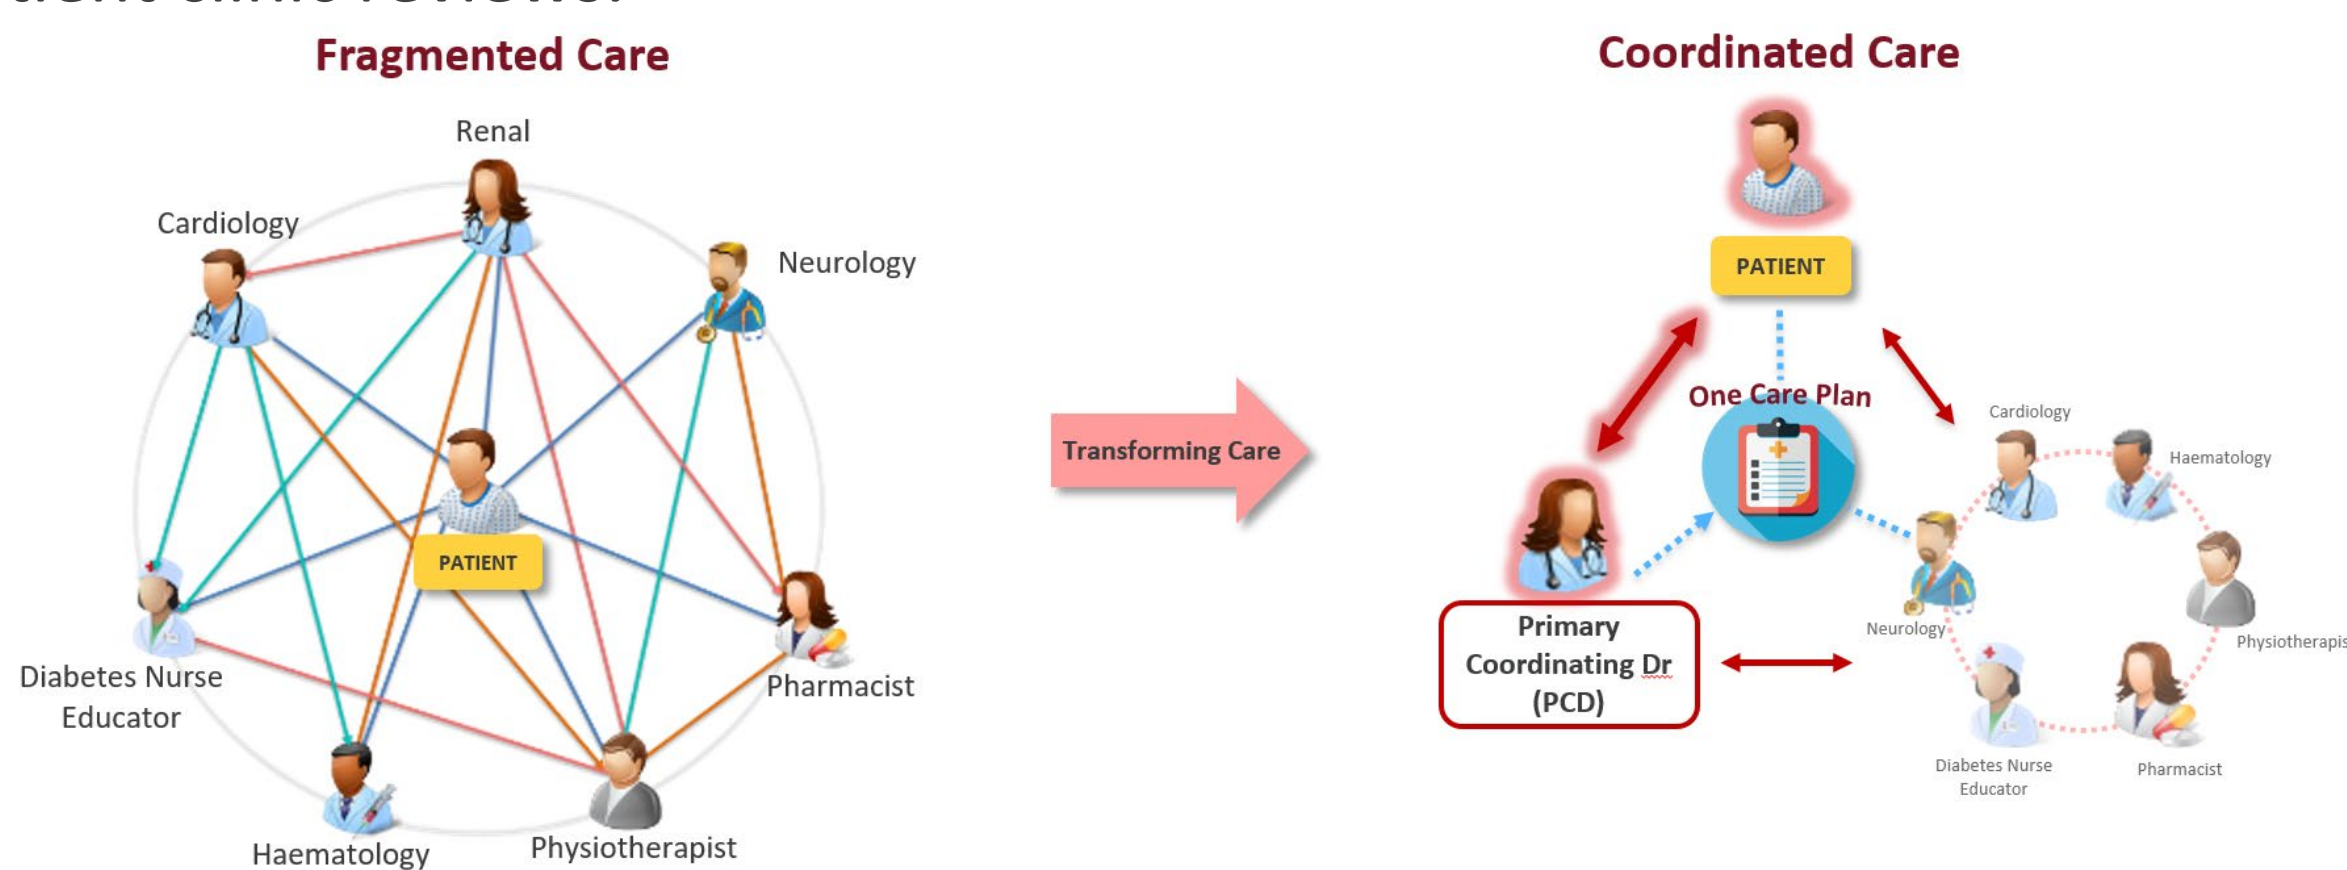 Fragmented Care
Renal
Cardiology
Neurology
PATIENT
Diabetes Nurse
Educator
Pharmacist
Haematology
Physiotherapist
Transforming Care
Coordinated Care
PATIENT
One Care Plan
Primary
Coordinating Dr
(PCD)
Cardiology
Haematology
Neurology
Physiotherapis
Diabetes Nurse
Educator
Pharmacist